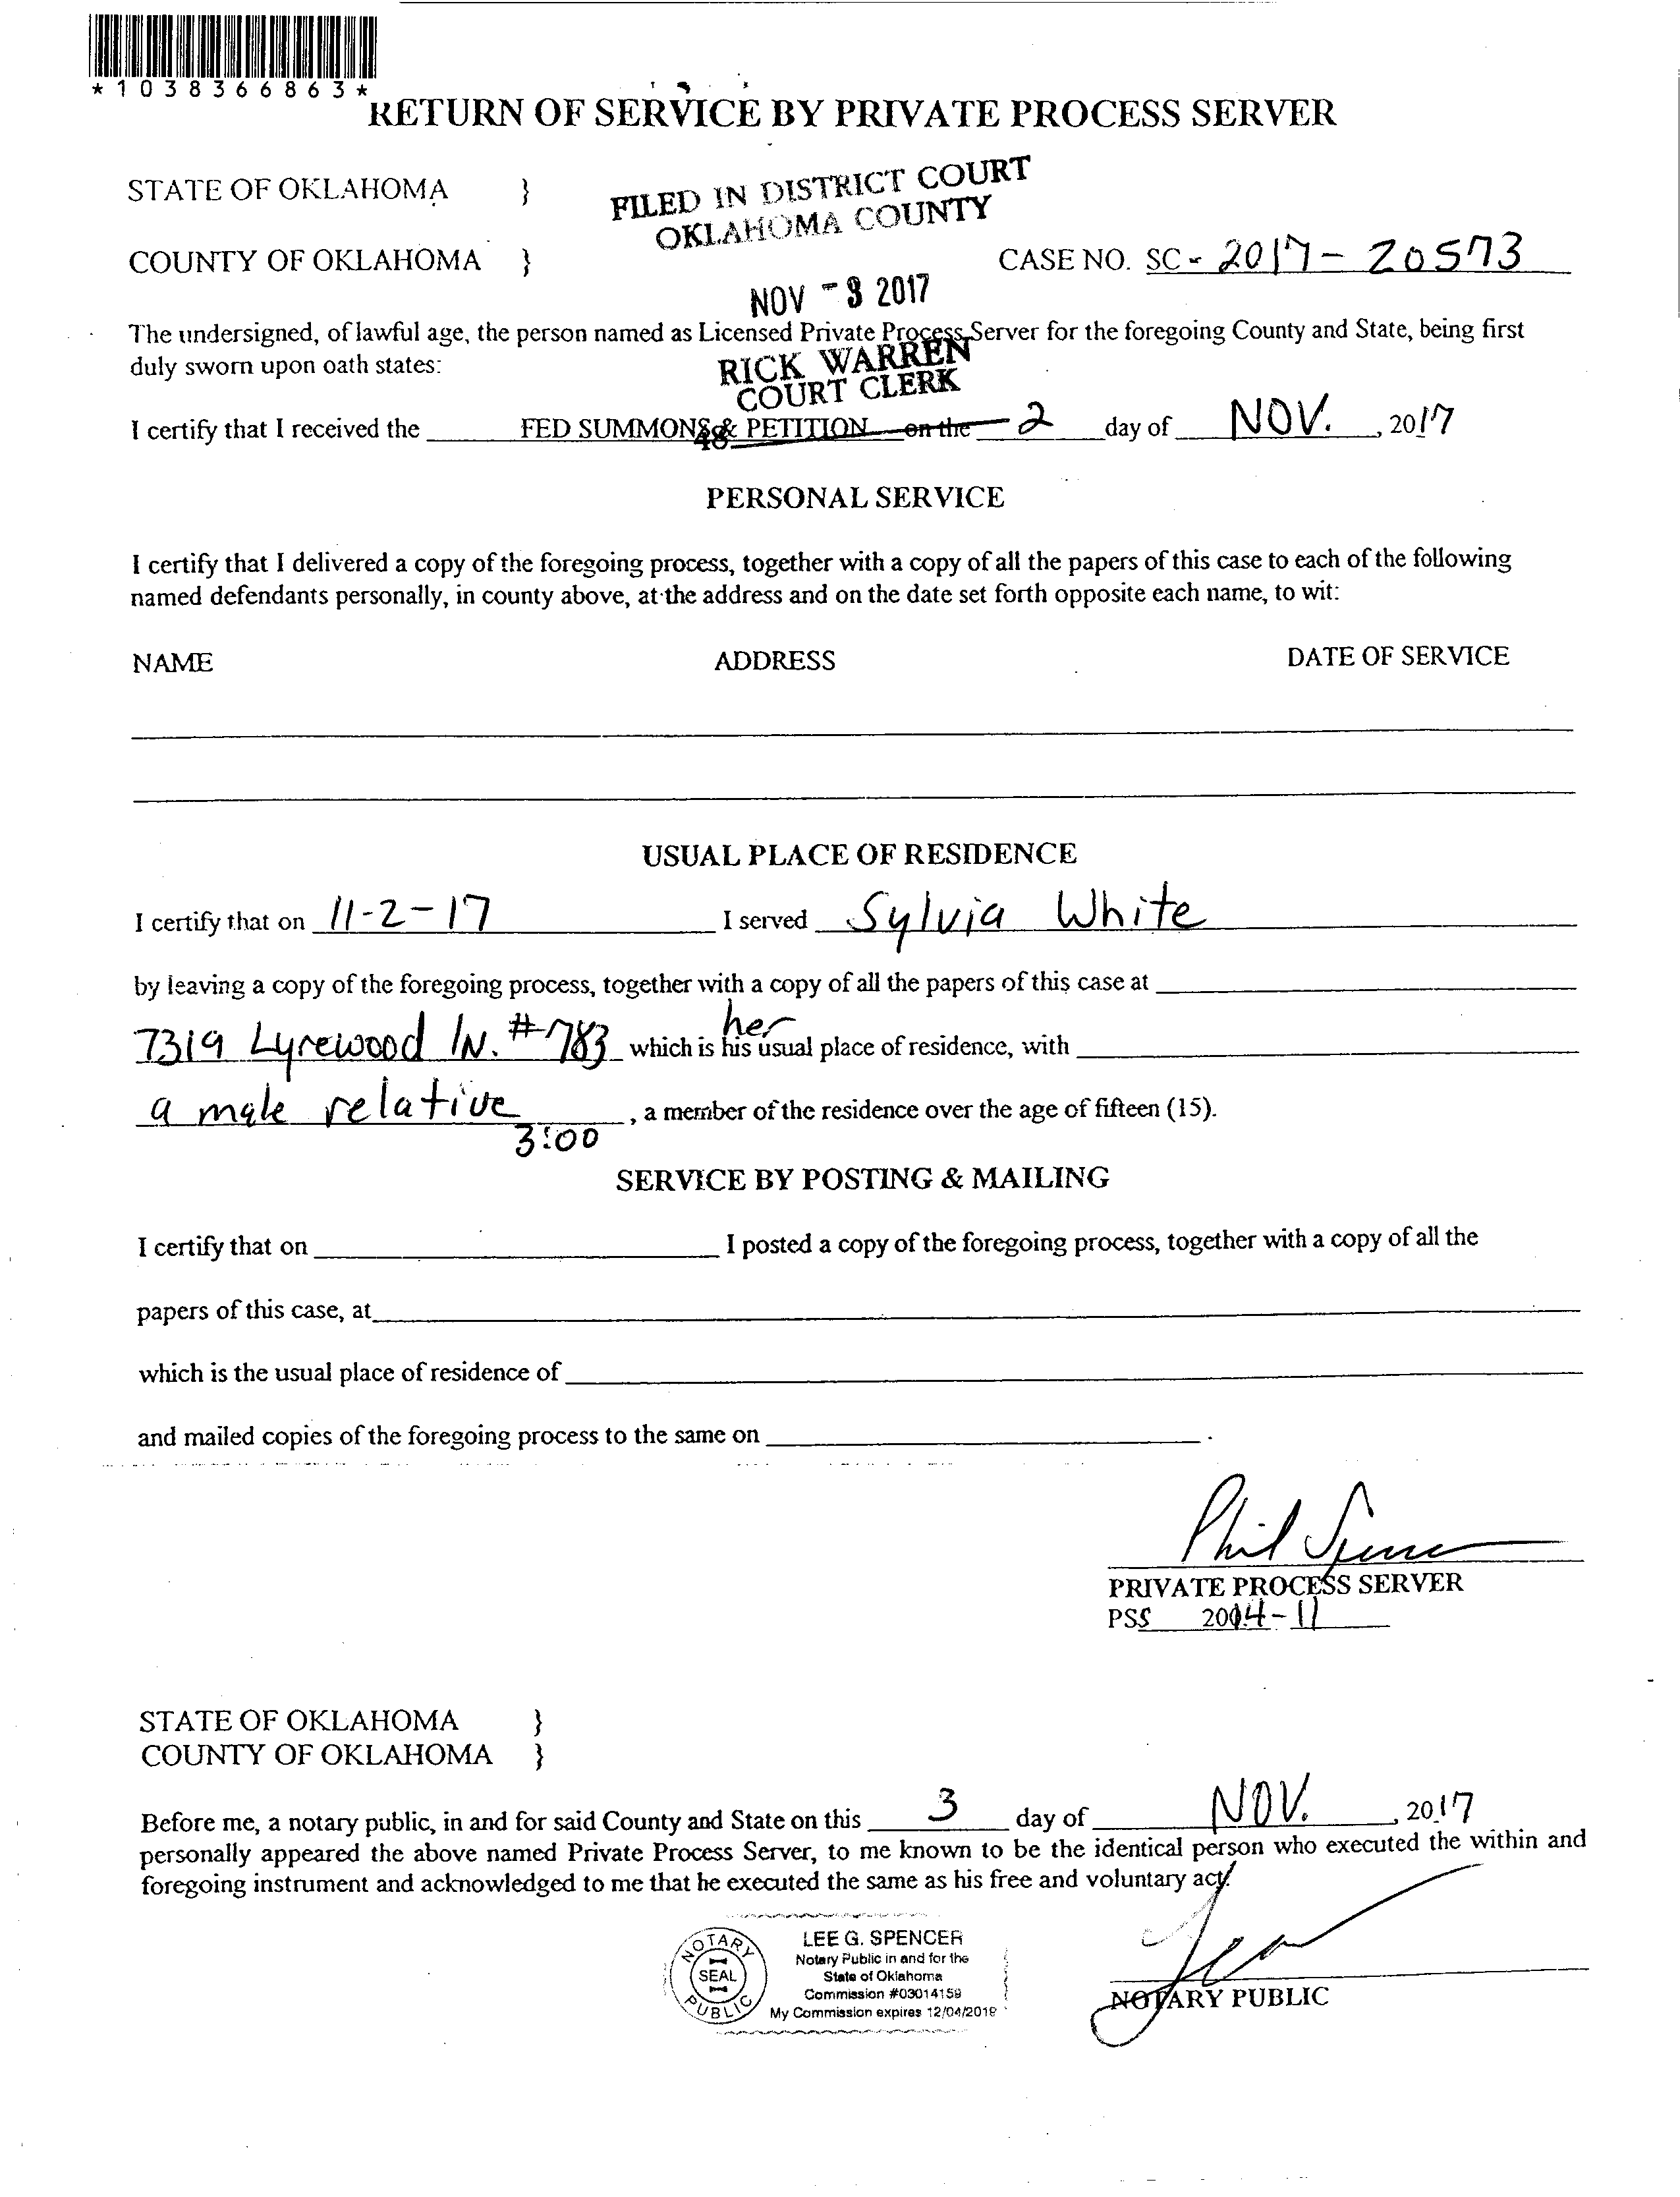 *1038366863*
RETURN OF SERVICE BY PRIVATE PROCESS SERVER
STATE OF OKLAHOMA }
FILED IN DISTRICT COURT
OKLAHOMA COUNTY
COUNTY OF OKLAHOMA }
CASE NO. SC - 2017 - 20573
NOV - 3 2017
The undersigned, of lawful age, the person named as Licensed Private Process Server for the foregoing County and State, being first
duly sworn upon oath states:
RICK WARREN
COURT CLERK
I certify that I received the FED SUMMONS & PETITION on the 2 day of NOV. , 2017
48
PERSONAL SERVICE
I certify that I delivered a copy of the foregoing process, together with a copy of all the papers of this case to each of the following
named defendants personally, in county above, at the address and on the date set forth opposite each name, to wit:
NAME ADDRESS DATE OF SERVICE
USUAL PLACE OF RESIDENCE
I certify that on 11-2-17 I served Sylvia White
by leaving a copy of the foregoing process, together with a copy of all the papers of this case at
her
7319 Lyrewood ln. #783 which is his usual place of residence, with
a male relative , a member of the residence over the age of fifteen (15).
3:00
SERVICE BY POSTING & MAILING
I certify that on I posted a copy of the foregoing process, together with a copy of all the
papers of this case, at
which is the usual place of residence of
and mailed copies of the foregoing process to the same on .
Phil Spencer
PRIVATE PROCESS SERVER
PSS 2014-11
STATE OF OKLAHOMA }
COUNTY OF OKLAHOMA }
Before me, a notary public, in and for said County and State on this 3 day of NOV. , 2017
personally appeared the above named Private Process Server, to me known to be the identical person who executed the within and
foregoing instrument and acknowledged to me that he executed the same as his free and voluntary act.
NOTARY
SEAL
PUBLIC
LEE G. SPENCER
Notary Public in and for the
State of Oklahoma
Commission #03014159
My Commission expires 12/04/2018
NOTARY PUBLIC